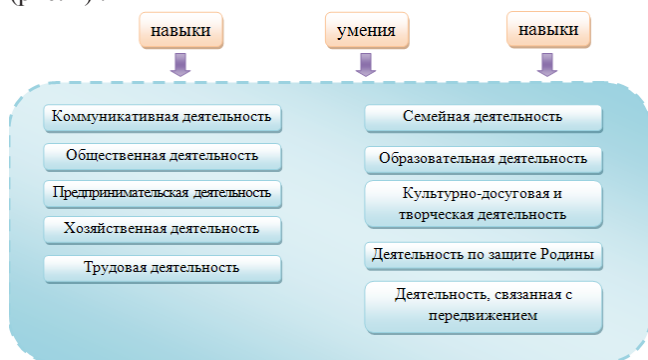 навыки
умения
навыки
Коммуникативная деятельность
Общественная деятельность
Предпринимательская деятельность
Хозяйственная деятельность
Трудовая деятельность
Семейная деятельность
Образовательная деятельность
Культурно-досуговая и
творческая деятельность
Деятельность по защите Родины
Деятельность, связанная с
передвижением